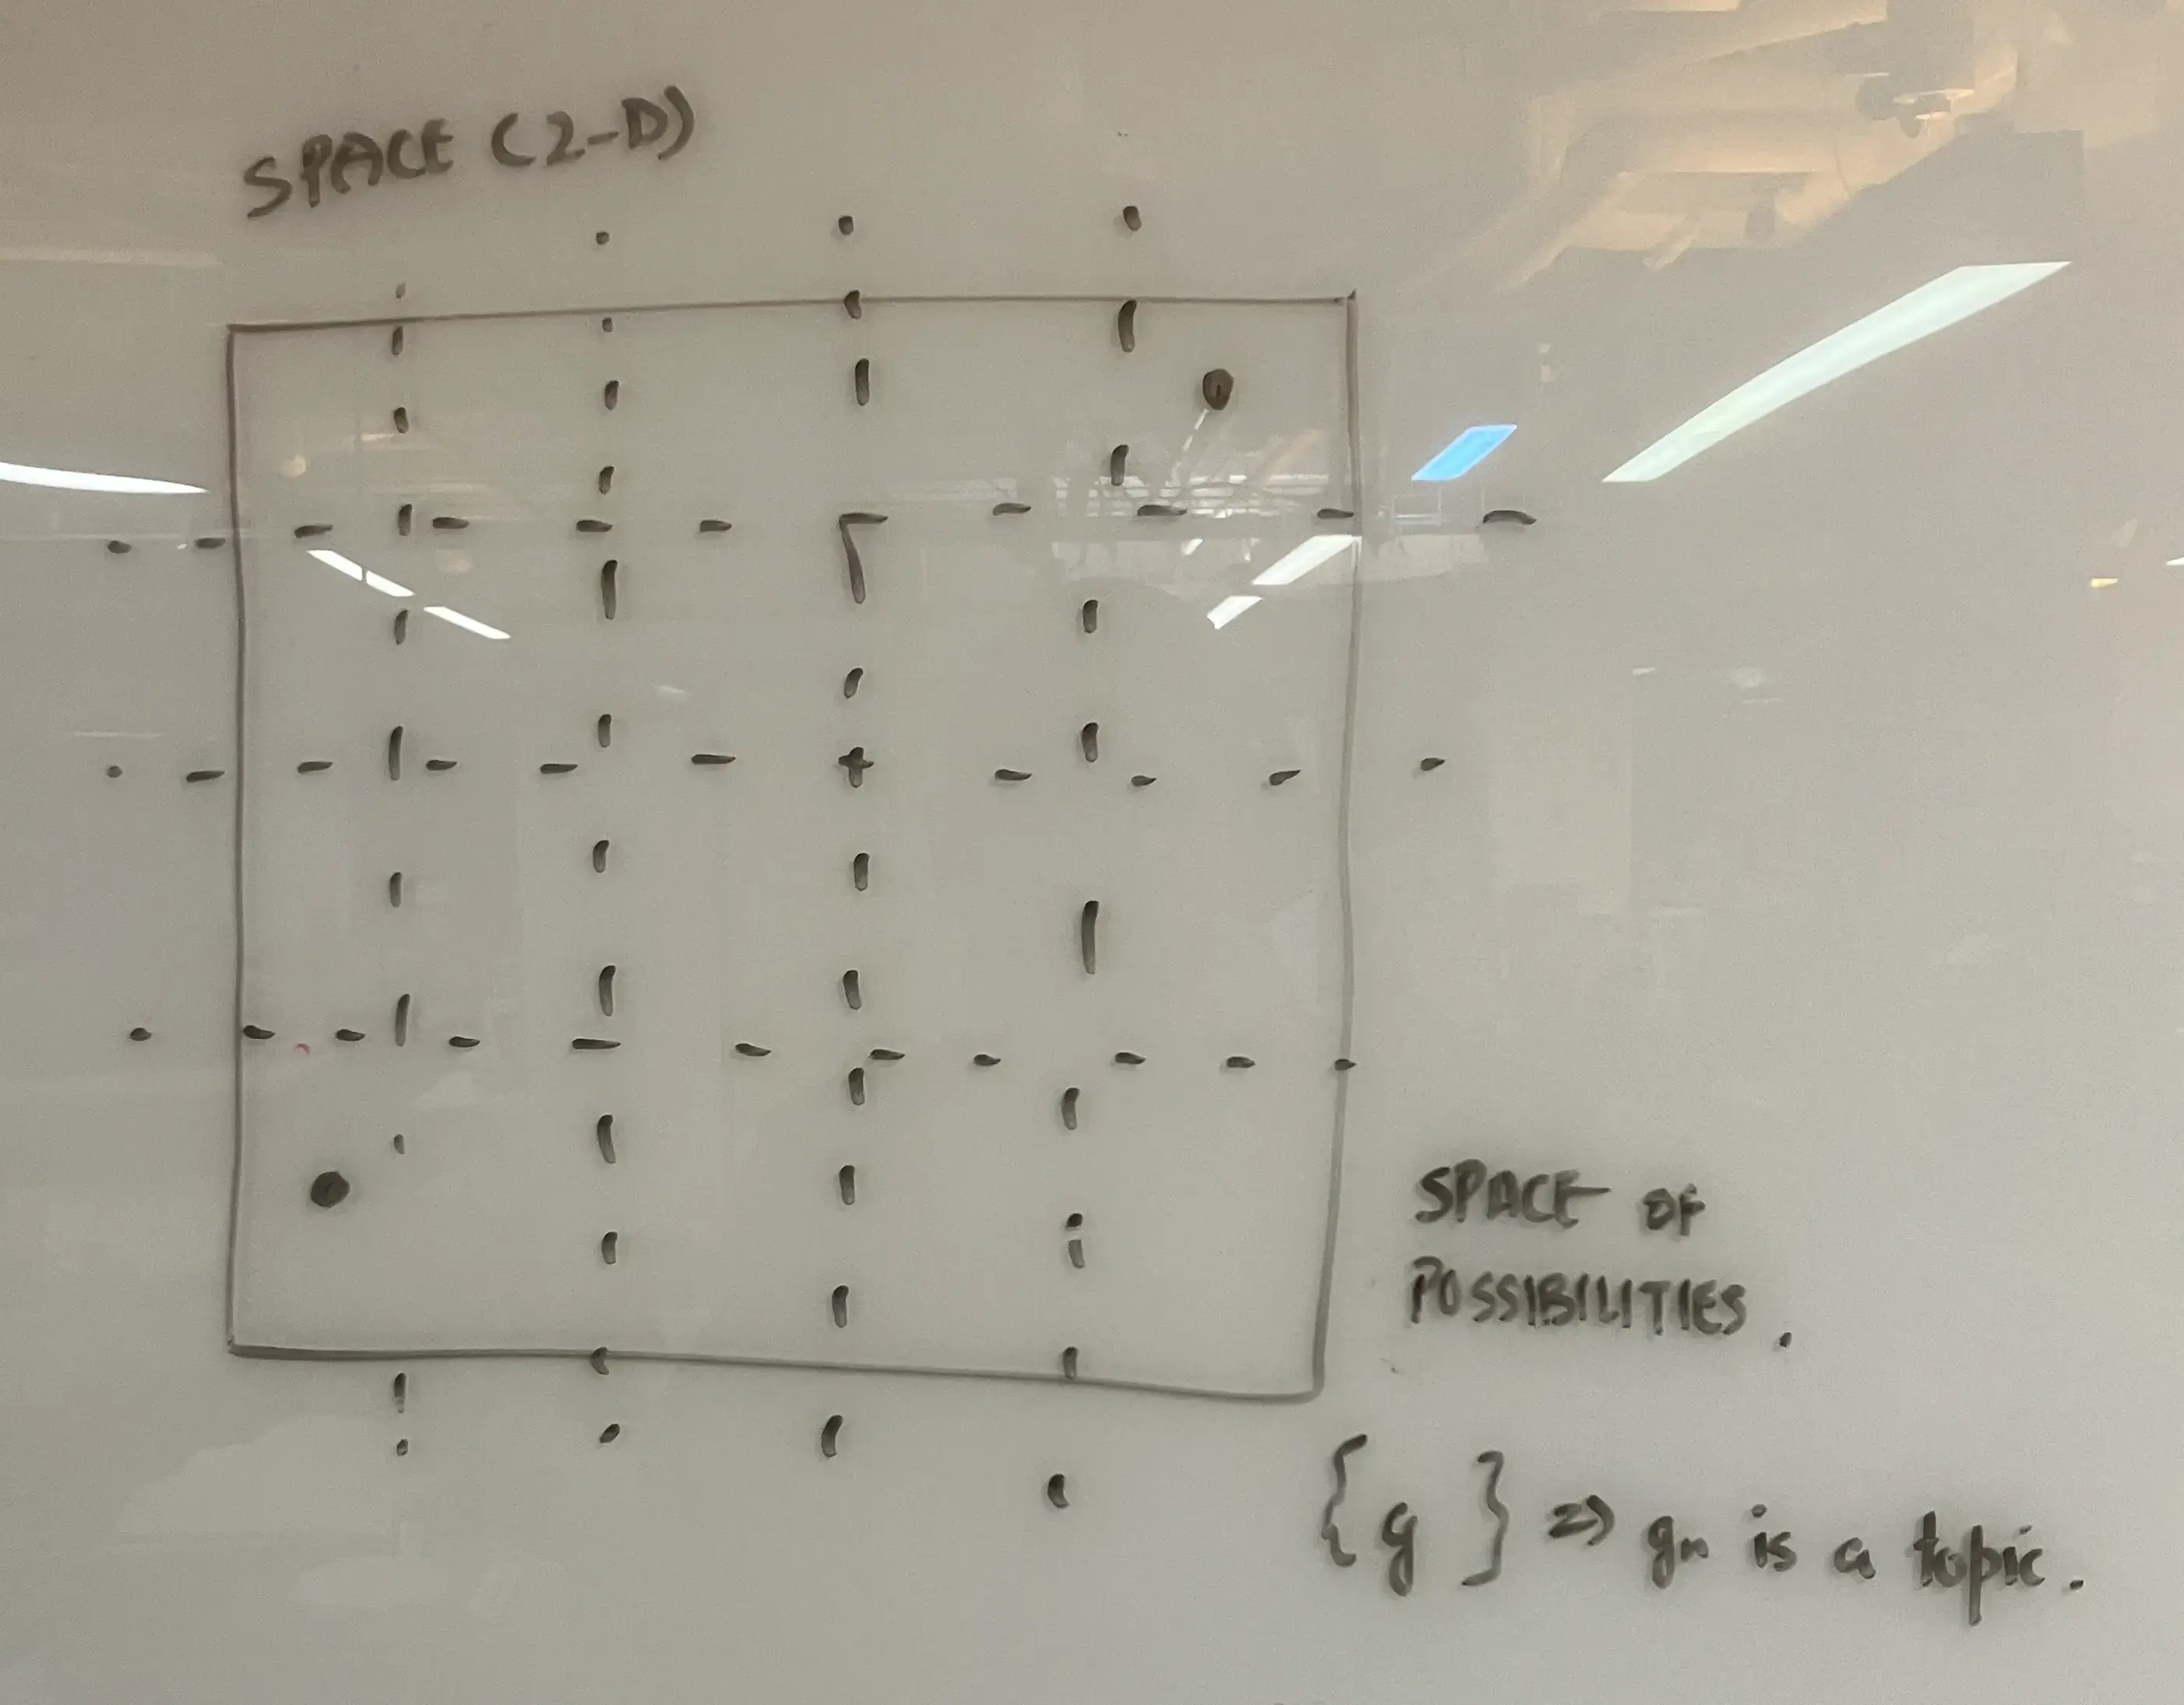 SPACE (2-D)
SPACE OF
POSSIBILITIES.
{g} => gn is a topic.